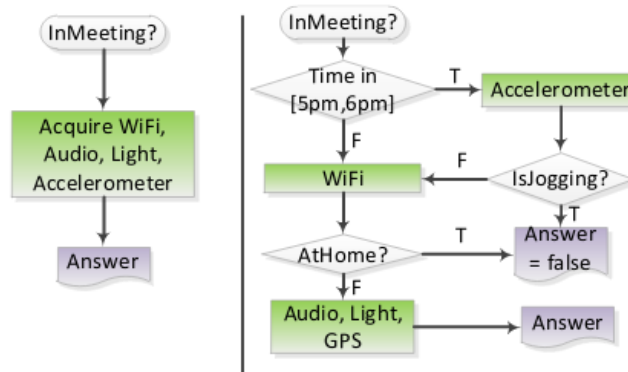 InMeeting?
Acquire WiFi,
Audio, Light,
Accelerometer
Answer
InMeeting?
Time in
[5pm,6pm]
T
Accelerometer
F
WiFi
F
IsJogging?
T
AtHome?
T
Answer
= false
F
Audio, Light,
GPS
Answer